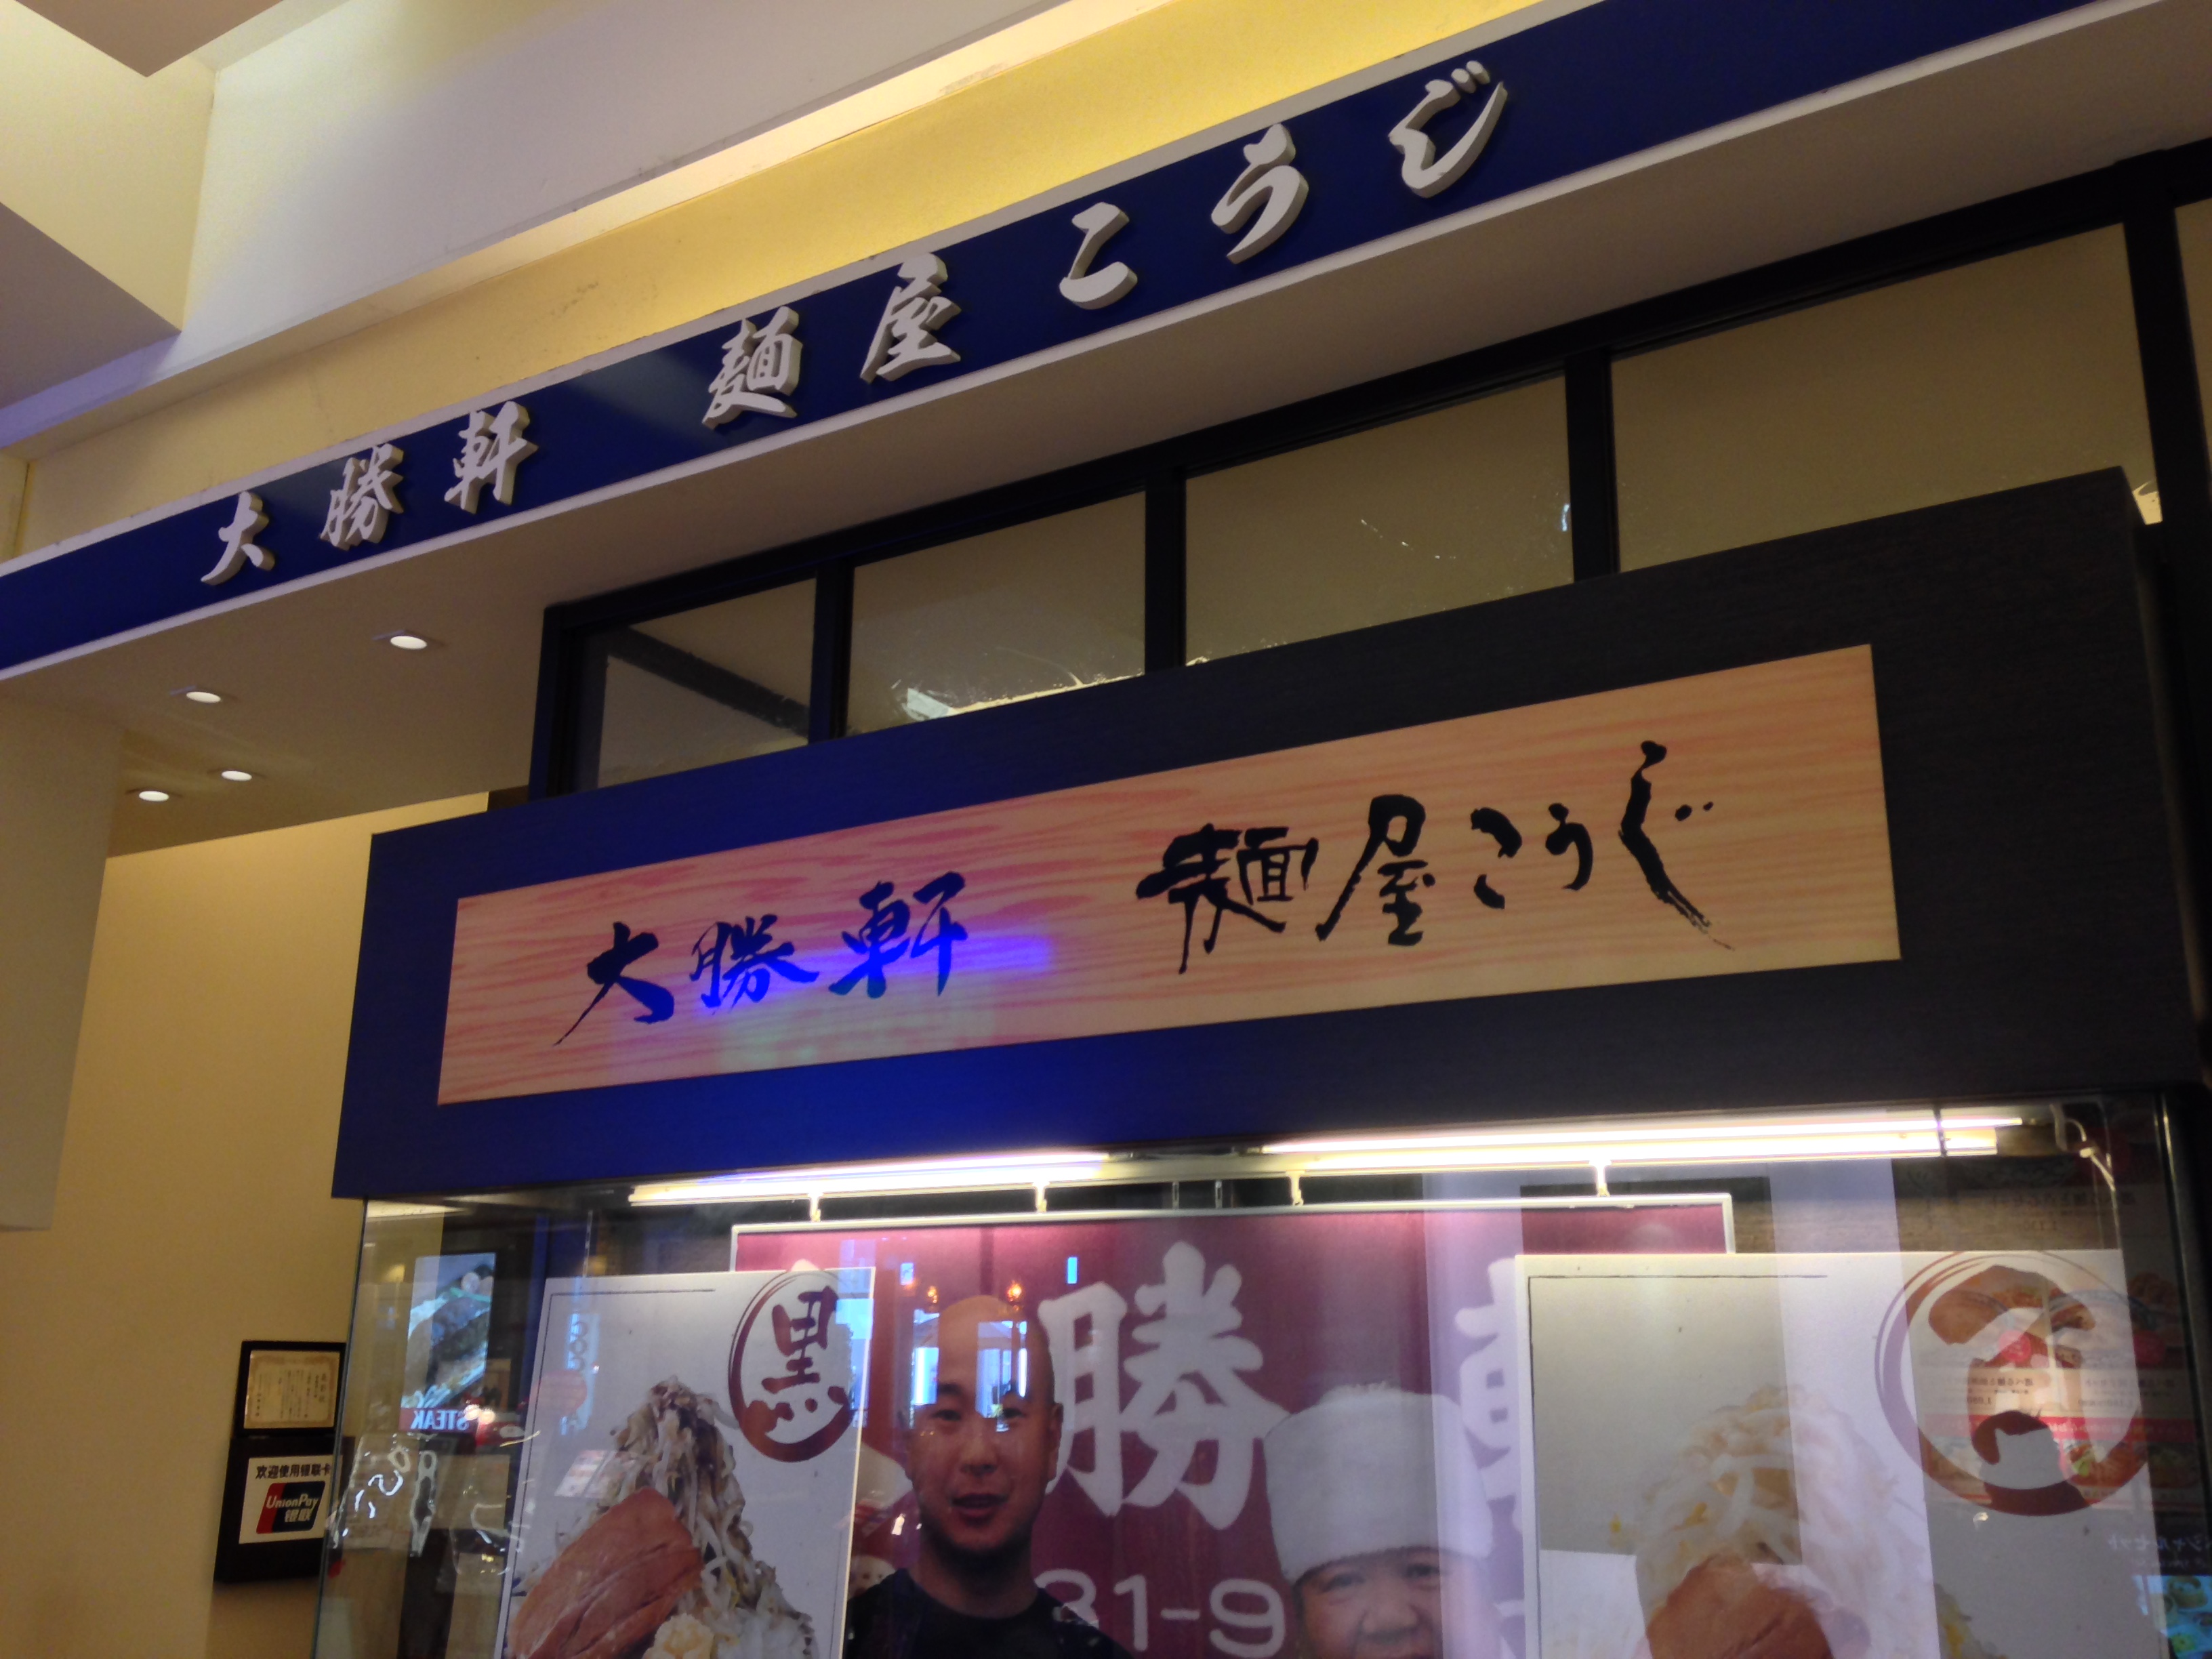 大勝軒 麺屋こうじ
大勝軒 麺屋こうじ
黒
勝
31-9
STEAK
欢迎使用银联卡
UnionPay
银联